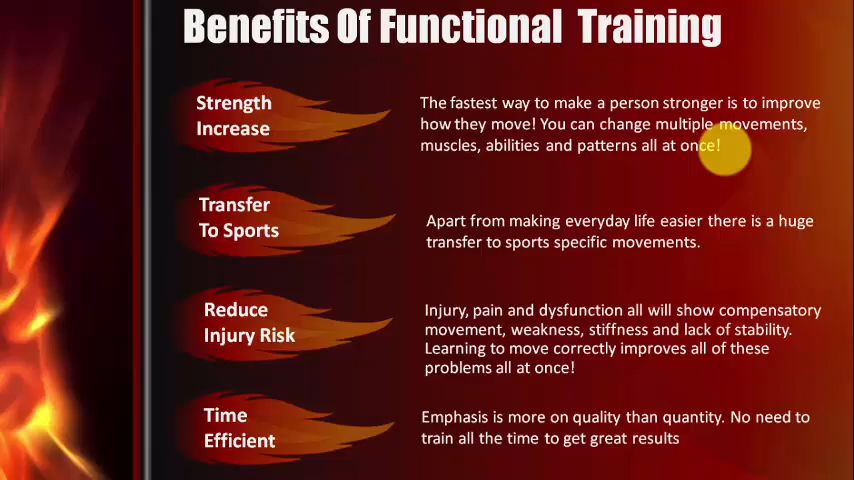 Benefits Of Functional Training
Strength
Increase
The fastest way to make a person stronger is to improve
how they move! You can change multiple movements,
muscles, abilities and patterns all at once!
Transfer
To Sports
Apart from making everyday life easier there is a huge
transfer to sports specific movements.
Reduce
Injury Risk
Injury, pain and dysfunction all will show compensatory
movement, weakness, stiffness and lack of stability.
Learning to move correctly improves all of these
problems all at once!
Time
Efficient
Emphasis is more on quality than quantity. No need to
train all the time to get great results